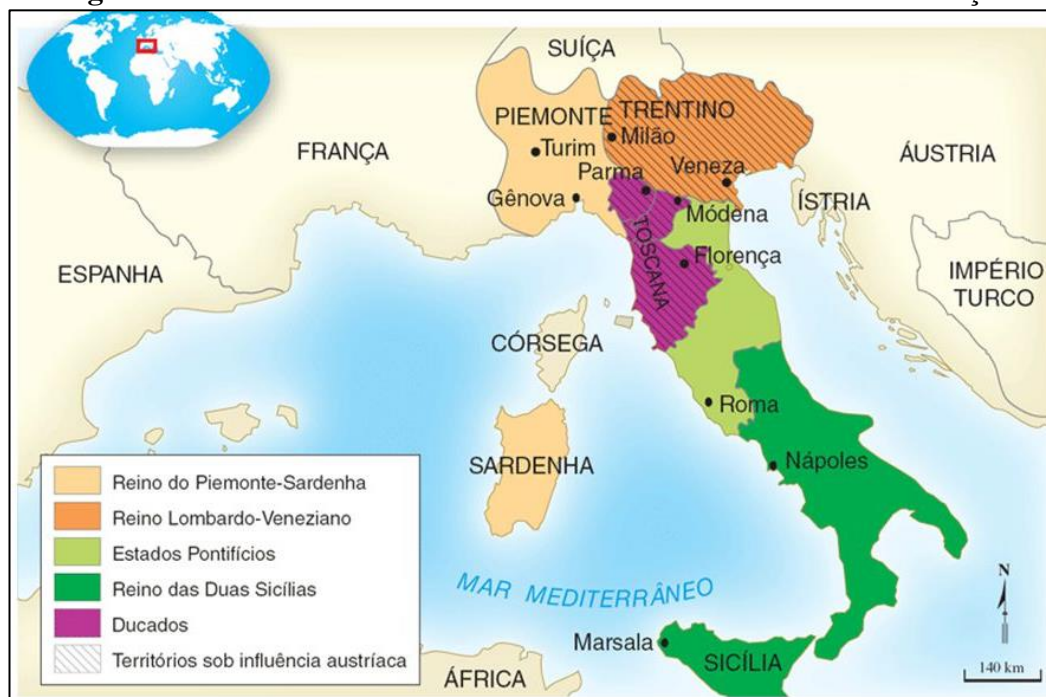 SUÍÇA
PIEMONTE
TRENTINO
Milão
Turim
FRANÇA
ÁUSTRIA
Parma
Veneza
Gênova
Módena
ÍSTRIA
TOSCANA
Florença
ESPANHA
IMPÉRIO
TURCO
CÓRSEGA
Roma
SARDENHA
Nápoles
Reino do Piemonte-Sardenha
Reino Lombardo-Veneziano
Estados Pontifícios
Reino das Duas Sicílias
Ducados
Territórios sob influência austríaca
MAR MEDITERRÂNEO
N
Marsala
SICÍLIA
ÁFRICA
140 km